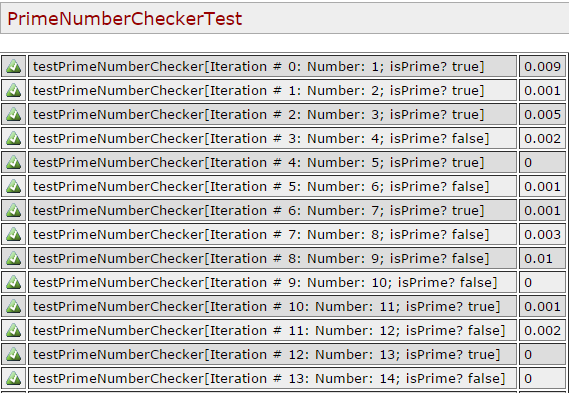 PrimeNumberCheckerTest
testPrimeNumberChecker[Iteration # 0: Number: 1; isPrime? true] 0.009
testPrimeNumberChecker[Iteration # 1: Number: 2; isPrime? true] 0.001
testPrimeNumberChecker[Iteration # 2: Number: 3; isPrime? true] 0.005
testPrimeNumberChecker[Iteration # 3: Number: 4; isPrime? false] 0.002
testPrimeNumberChecker[Iteration # 4: Number: 5; isPrime? true] 0
testPrimeNumberChecker[Iteration # 5: Number: 6; isPrime? false] 0.001
testPrimeNumberChecker[Iteration # 6: Number: 7; isPrime? true] 0.001
testPrimeNumberChecker[Iteration # 7: Number: 8; isPrime? false] 0.003
testPrimeNumberChecker[Iteration # 8: Number: 9; isPrime? false] 0.01
testPrimeNumberChecker[Iteration # 9: Number: 10; isPrime? false] 0
testPrimeNumberChecker[Iteration # 10: Number: 11; isPrime? true] 0.001
testPrimeNumberChecker[Iteration # 11: Number: 12; isPrime? false] 0.002
testPrimeNumberChecker[Iteration # 12: Number: 13; isPrime? true] 0
testPrimeNumberChecker[Iteration # 13: Number: 14; isPrime? false] 0